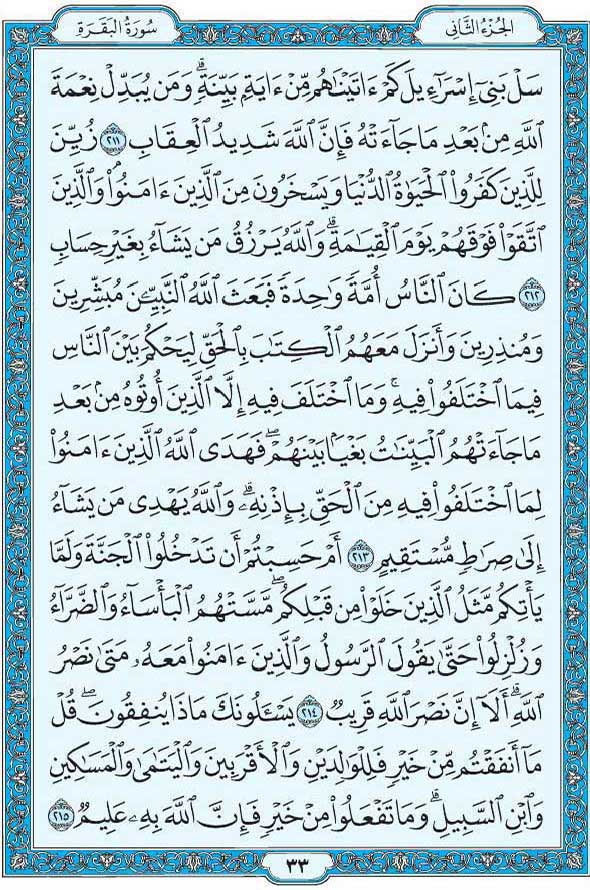 الجزء الثاني
سورة البقرة
سَلْ بَنِىٓ إِسْرَٰٓءِيلَ كَمْ ءَاتَيْنَٰهُم مِّنْ ءَايَةٍۭ بَيِّنَةٍۗ وَمَن يُبَدِّلْ نِعْمَةَ
ٱللَّهِ مِنۢ بَعْدِ مَا جَآءَتْهُ فَإِنَّ ٱللَّهَ شَدِيدُ ٱلْعِقَابِ ٢١١ زُيِّنَ
لِلَّذِينَ كَفَرُوا۟ ٱلْحَيَوٰةُ ٱلدُّنْيَا وَيَسْخَرُونَ مِنَ ٱلَّذِينَ ءَامَنُوا۟ۘ وَٱلَّذِينَ
ٱتَّقَوْا۟ فَوْقَهُمْ يَوْمَ ٱلْقِيَٰمَةِۗ وَٱللَّهُ يَرْزُقُ مَن يَشَآءُ بِغَيْرِ حِسَابٍ
٢١٢ كَانَ ٱلنَّاسُ أُمَّةً وَٰحِدَةً فَبَعَثَ ٱللَّهُ ٱلنَّبِيِّـۧنَ مُبَشِّرِينَ
وَمُنذِرِينَ وَأَنزَلَ مَعَهُمُ ٱلْكِتَٰبَ بِٱلْحَقِّ لِيَحْكُمَ بَيْنَ ٱلنَّاسِ
فِيمَا ٱخْتَلَفُوا۟ فِيهِۚ وَمَا ٱخْتَلَفَ فِيهِ إِلَّا ٱلَّذِينَ أُوتُوهُ مِنۢ بَعْدِ
مَا جَآءَتْهُمُ ٱلْبَيِّنَٰتُ بَغْيًۢا بَيْنَهُمْۖ فَهَدَى ٱللَّهُ ٱلَّذِينَ ءَامَنُوا۟
لِمَا ٱخْتَلَفُوا۟ فِيهِ مِنَ ٱلْحَقِّ بِإِذْنِهِۦۗ وَٱللَّهُ يَهْدِى مَن يَشَآءُ
إِلَىٰ صِرَٰطٍ مُّسْتَقِيمٍ ٢١٣ أَمْ حَسِبْتُمْ أَن تَدْخُلُوا۟ ٱلْجَنَّةَ وَلَمَّا
يَأْتِكُم مَّثَلُ ٱلَّذِينَ خَلَوْا۟ مِن قَبْلِكُمۖ مَّسَّتْهُمُ ٱلْبَأْسَآءُ وَٱلضَّرَّآءُ
وَزُلْزِلُوا۟ حَتَّىٰ يَقُولَ ٱلرَّسُولُ وَٱلَّذِينَ ءَامَنُوا۟ مَعَهُۥ مَتَىٰ نَصْرُ
ٱللَّهِۗ أَلَآ إِنَّ نَصْرَ ٱللَّهِ قَرِيبٌ ٢١٤ يَسْـَٔلُونَكَ مَاذَا يُنفِقُونَۖ قُلْ
مَآ أَنفَقْتُم مِّنْ خَيْرٍ فَلِلْوَٰلِدَيْنِ وَٱلْأَقْرَبِينَ وَٱلْيَتَٰمَىٰ وَٱلْمَسَٰكِينِ
وَٱبْنِ ٱلسَّبِيلِۗ وَمَا تَفْعَلُوا۟ مِنْ خَيْرٍ فَإِنَّ ٱللَّهَ بِهِۦ عَلِيمٌ ٢١٥
٣٣